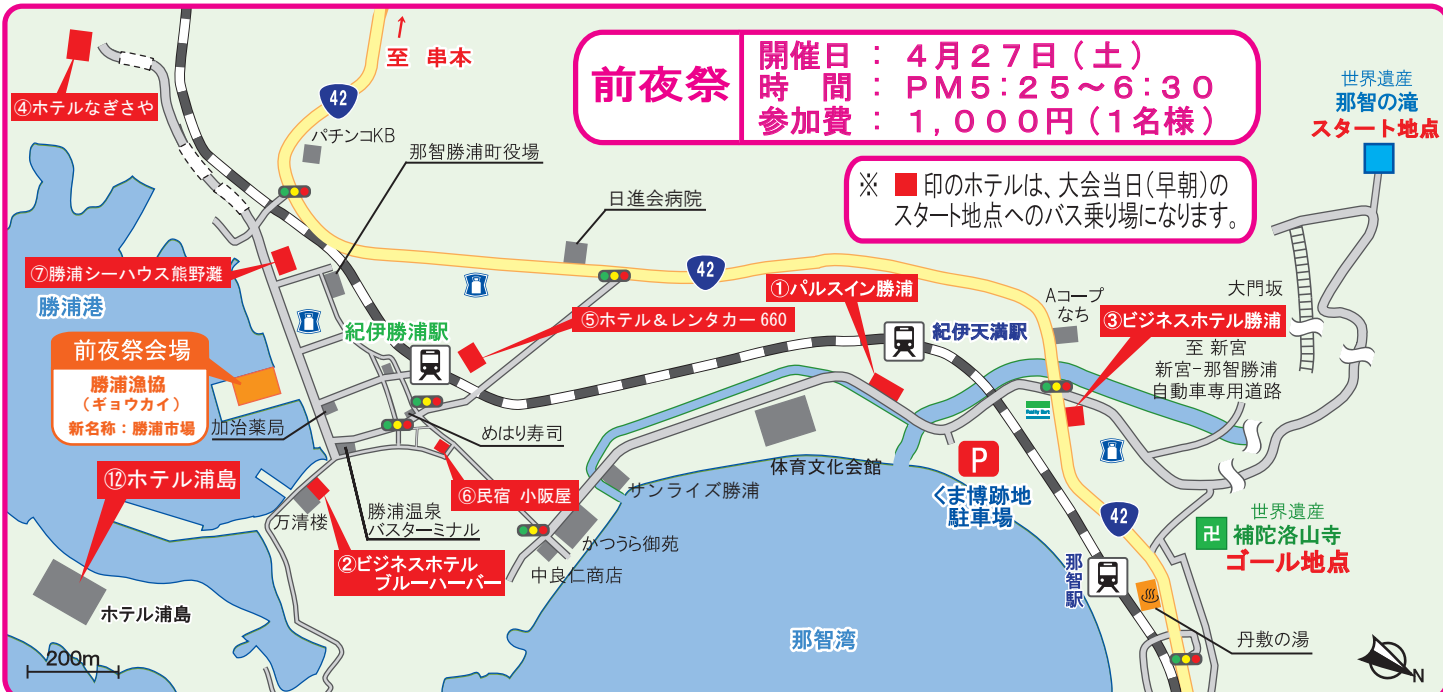 至 串本
42
前夜祭
開催日 : 4月27日(土)
時 間 : PM5:25～6:30
参加費 : 1,000円(1名様)
世界遺産
那智の滝
スタート地点
④ホテルなぎさや
パチンコKB
那智勝浦町役場
日進会病院
※ ■印のホテルは、大会当日(早朝)の
スタート地点へのバス乗り場になります。
⑦勝浦シーハウス熊野灘
勝浦港
42
①パルスイン勝浦
Aコープ
なち
大門坂
③ビジネスホテル勝浦
紀伊勝浦駅
⑤ホテル&レンタカー660
紀伊天満駅
至 新宮
新宮-那智勝浦
自動車専用道路
前夜祭会場
勝浦漁協
(ギョウカイ)
新名称:勝浦市場
加治薬局
めはり寿司
体育文化会館
P
くま博跡地
駐車場
⑫ホテル浦島
⑥民宿 小阪屋
サンライズ勝浦
万清楼
勝浦温泉
バスターミナル
かつうら御苑
中良仁商店
②ビジネスホテル
ブルーハーバー
42
世界遺産
補陀洛山寺
ゴール地点
那智駅
ホテル浦島
那智湾
丹敷の湯
200m
N